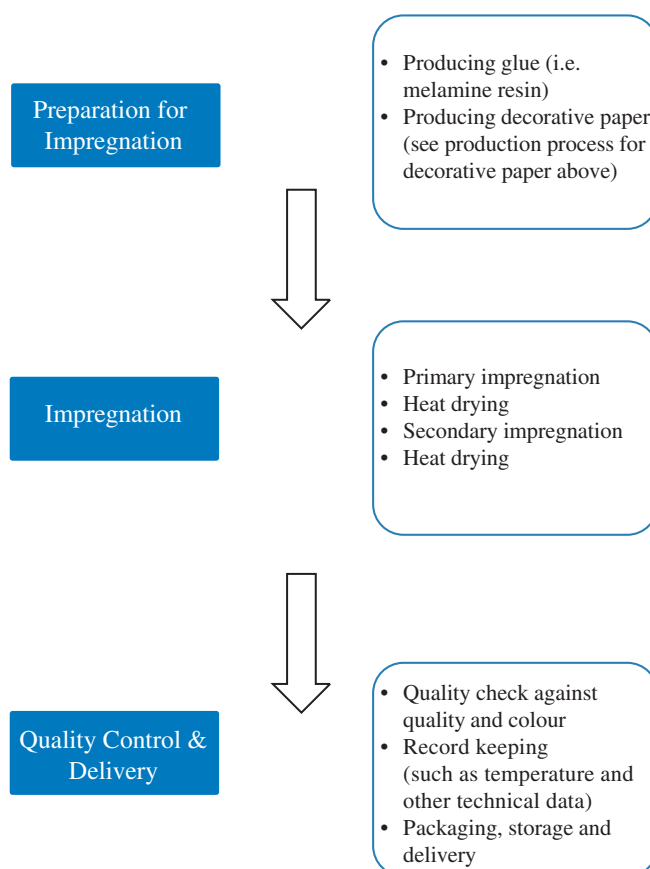 Preparation for
Impregnation
• Producing glue (i.e.
melamine resin)
• Producing decorative paper
(see production process for
decorative paper above)
Impregnation
• Primary impregnation
• Heat drying
• Secondary impregnation
• Heat drying
Quality Control &
Delivery
• Quality check against
quality and colour
• Record keeping
(such as temperature and
other technical data)
• Packaging, storage and
delivery